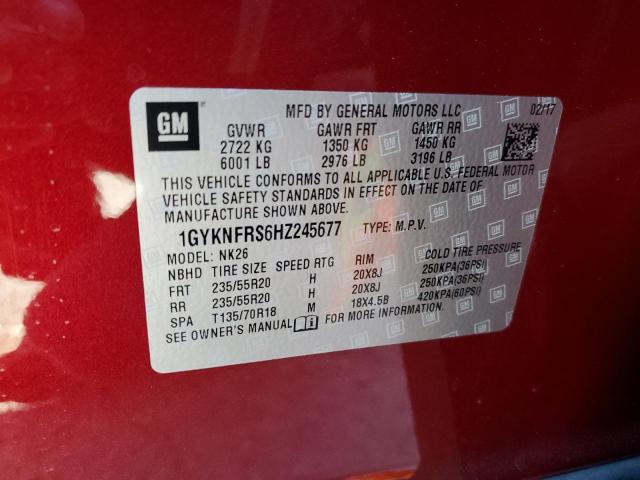 GM
MFD BY GENERAL MOTORS LLC 02/17
GVWR GAWR FRT GAWR RR
2722 KG 1350 KG 1450 KG
6001 LB 2976 LB 3196 LB
THIS VEHICLE CONFORMS TO ALL APPLICABLE U.S. FEDERAL MOTOR
VEHICLE SAFETY STANDARDS IN EFFECT ON THE DATE OF
MANUFACTURE SHOWN ABOVE.
1GYKNFRS6HZ245677 TYPE: M.P.V.
MODEL: NK26
NBHD TIRE SIZE SPEED RTG RIM COLD TIRE PRESSURE
FRT 235/55R20 H 20X8J 250KPA(36PSI)
RR 235/55R20 H 20X8J 250KPA(36PSI)
SPA T135/70R18 M 18X4.5B 420KPA(60PSI)
SEE OWNER'S MANUAL FOR MORE INFORMATION.